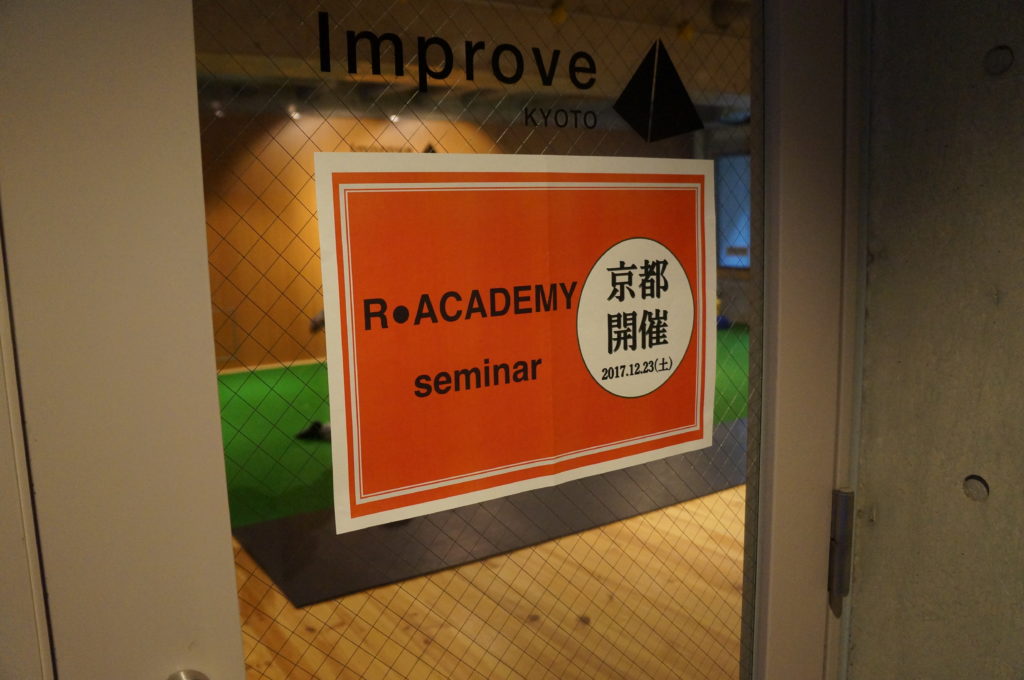 Improve
KYOTO
R●ACADEMY
seminar
京都
開催
2017.12.23(土)